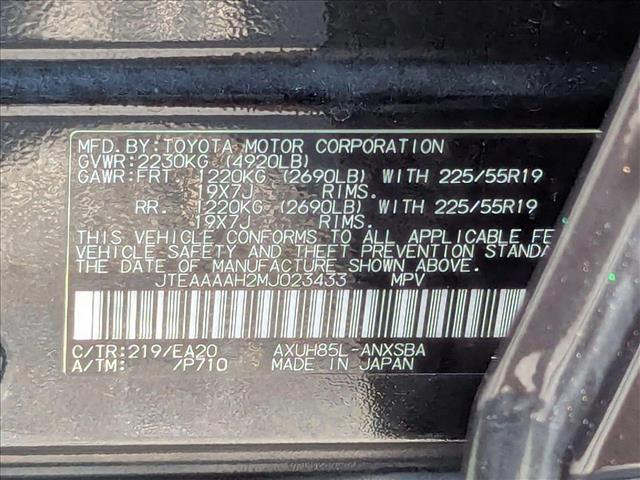 MFD.BY:TOYOTA MOTOR CORPORATION
GVWR:2230KG (4920LB)
GAWR:FRT. 1220KG (2690LB) WITH 225/55R19
19X7J RIMS.
RR. 1220KG (2690LB) WITH 225/55R19
19X7J RIMS.
THIS VEHICLE CONFORMS TO ALL APPLICABLE FE
VEHICLE SAFETY AND THEFT PREVENTION STANDA
THE DATE OF MANUFACTURE SHOWN ABOVE.
JTEAAAAH2MJ023433 MPV
C/TR:219/EA20 AXUH85L-ANXSBA
A/TM: /P710 MADE IN JAPAN